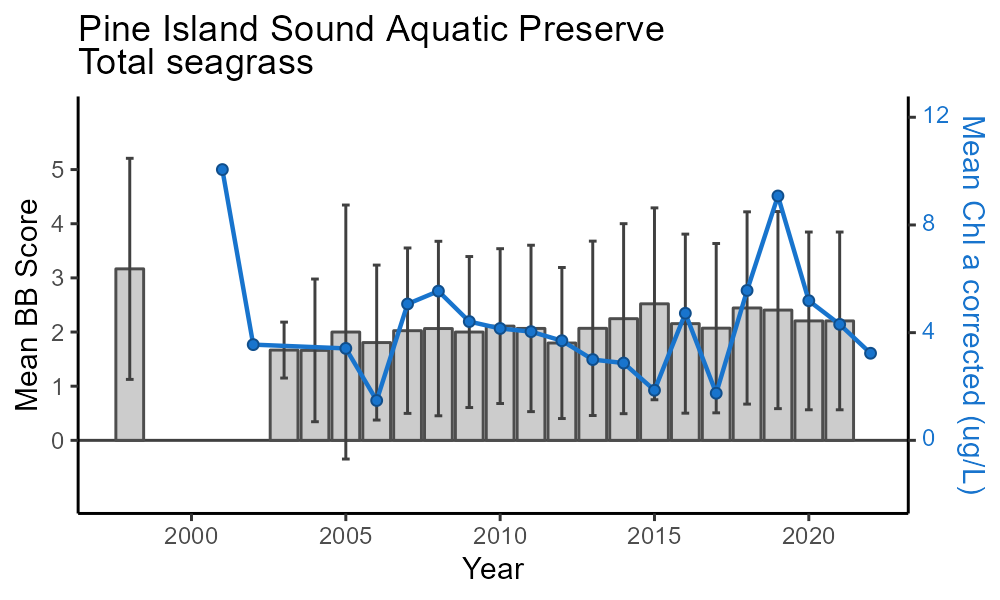 Pine Island Sound Aquatic Preserve
Total seagrass
Mean BB Score
5
4
3
2
1
0
12
8
4
0
Mean Chl a corrected (ug/L)
2000 2005 2010 2015 2020
Year